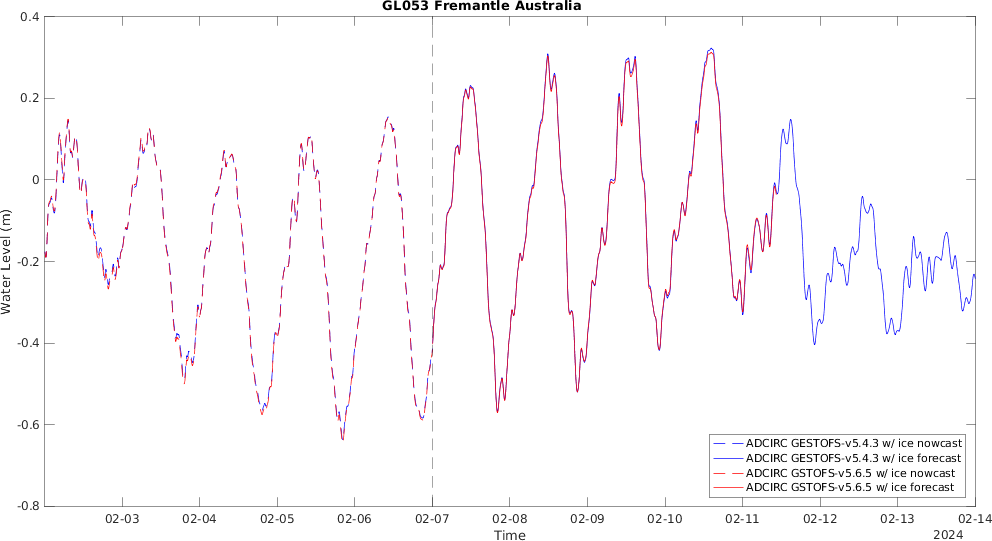 GL053 Fremantle Australia
Water Level (m)
0.4
0.2
0
-0.2
-0.4
-0.6
-0.8
ADCIRC GESTOFS-v5.4.3 w/ ice nowcast
ADCIRC GESTOFS-v5.4.3 w/ ice forecast
ADCIRC GSTOFS-v5.6.5 w/ ice nowcast
ADCIRC GSTOFS-v5.6.5 w/ ice forecast
02-03 02-04 02-05 02-06 02-07 02-08 02-09 02-10 02-11 02-12 02-13 02-14
Time
2024